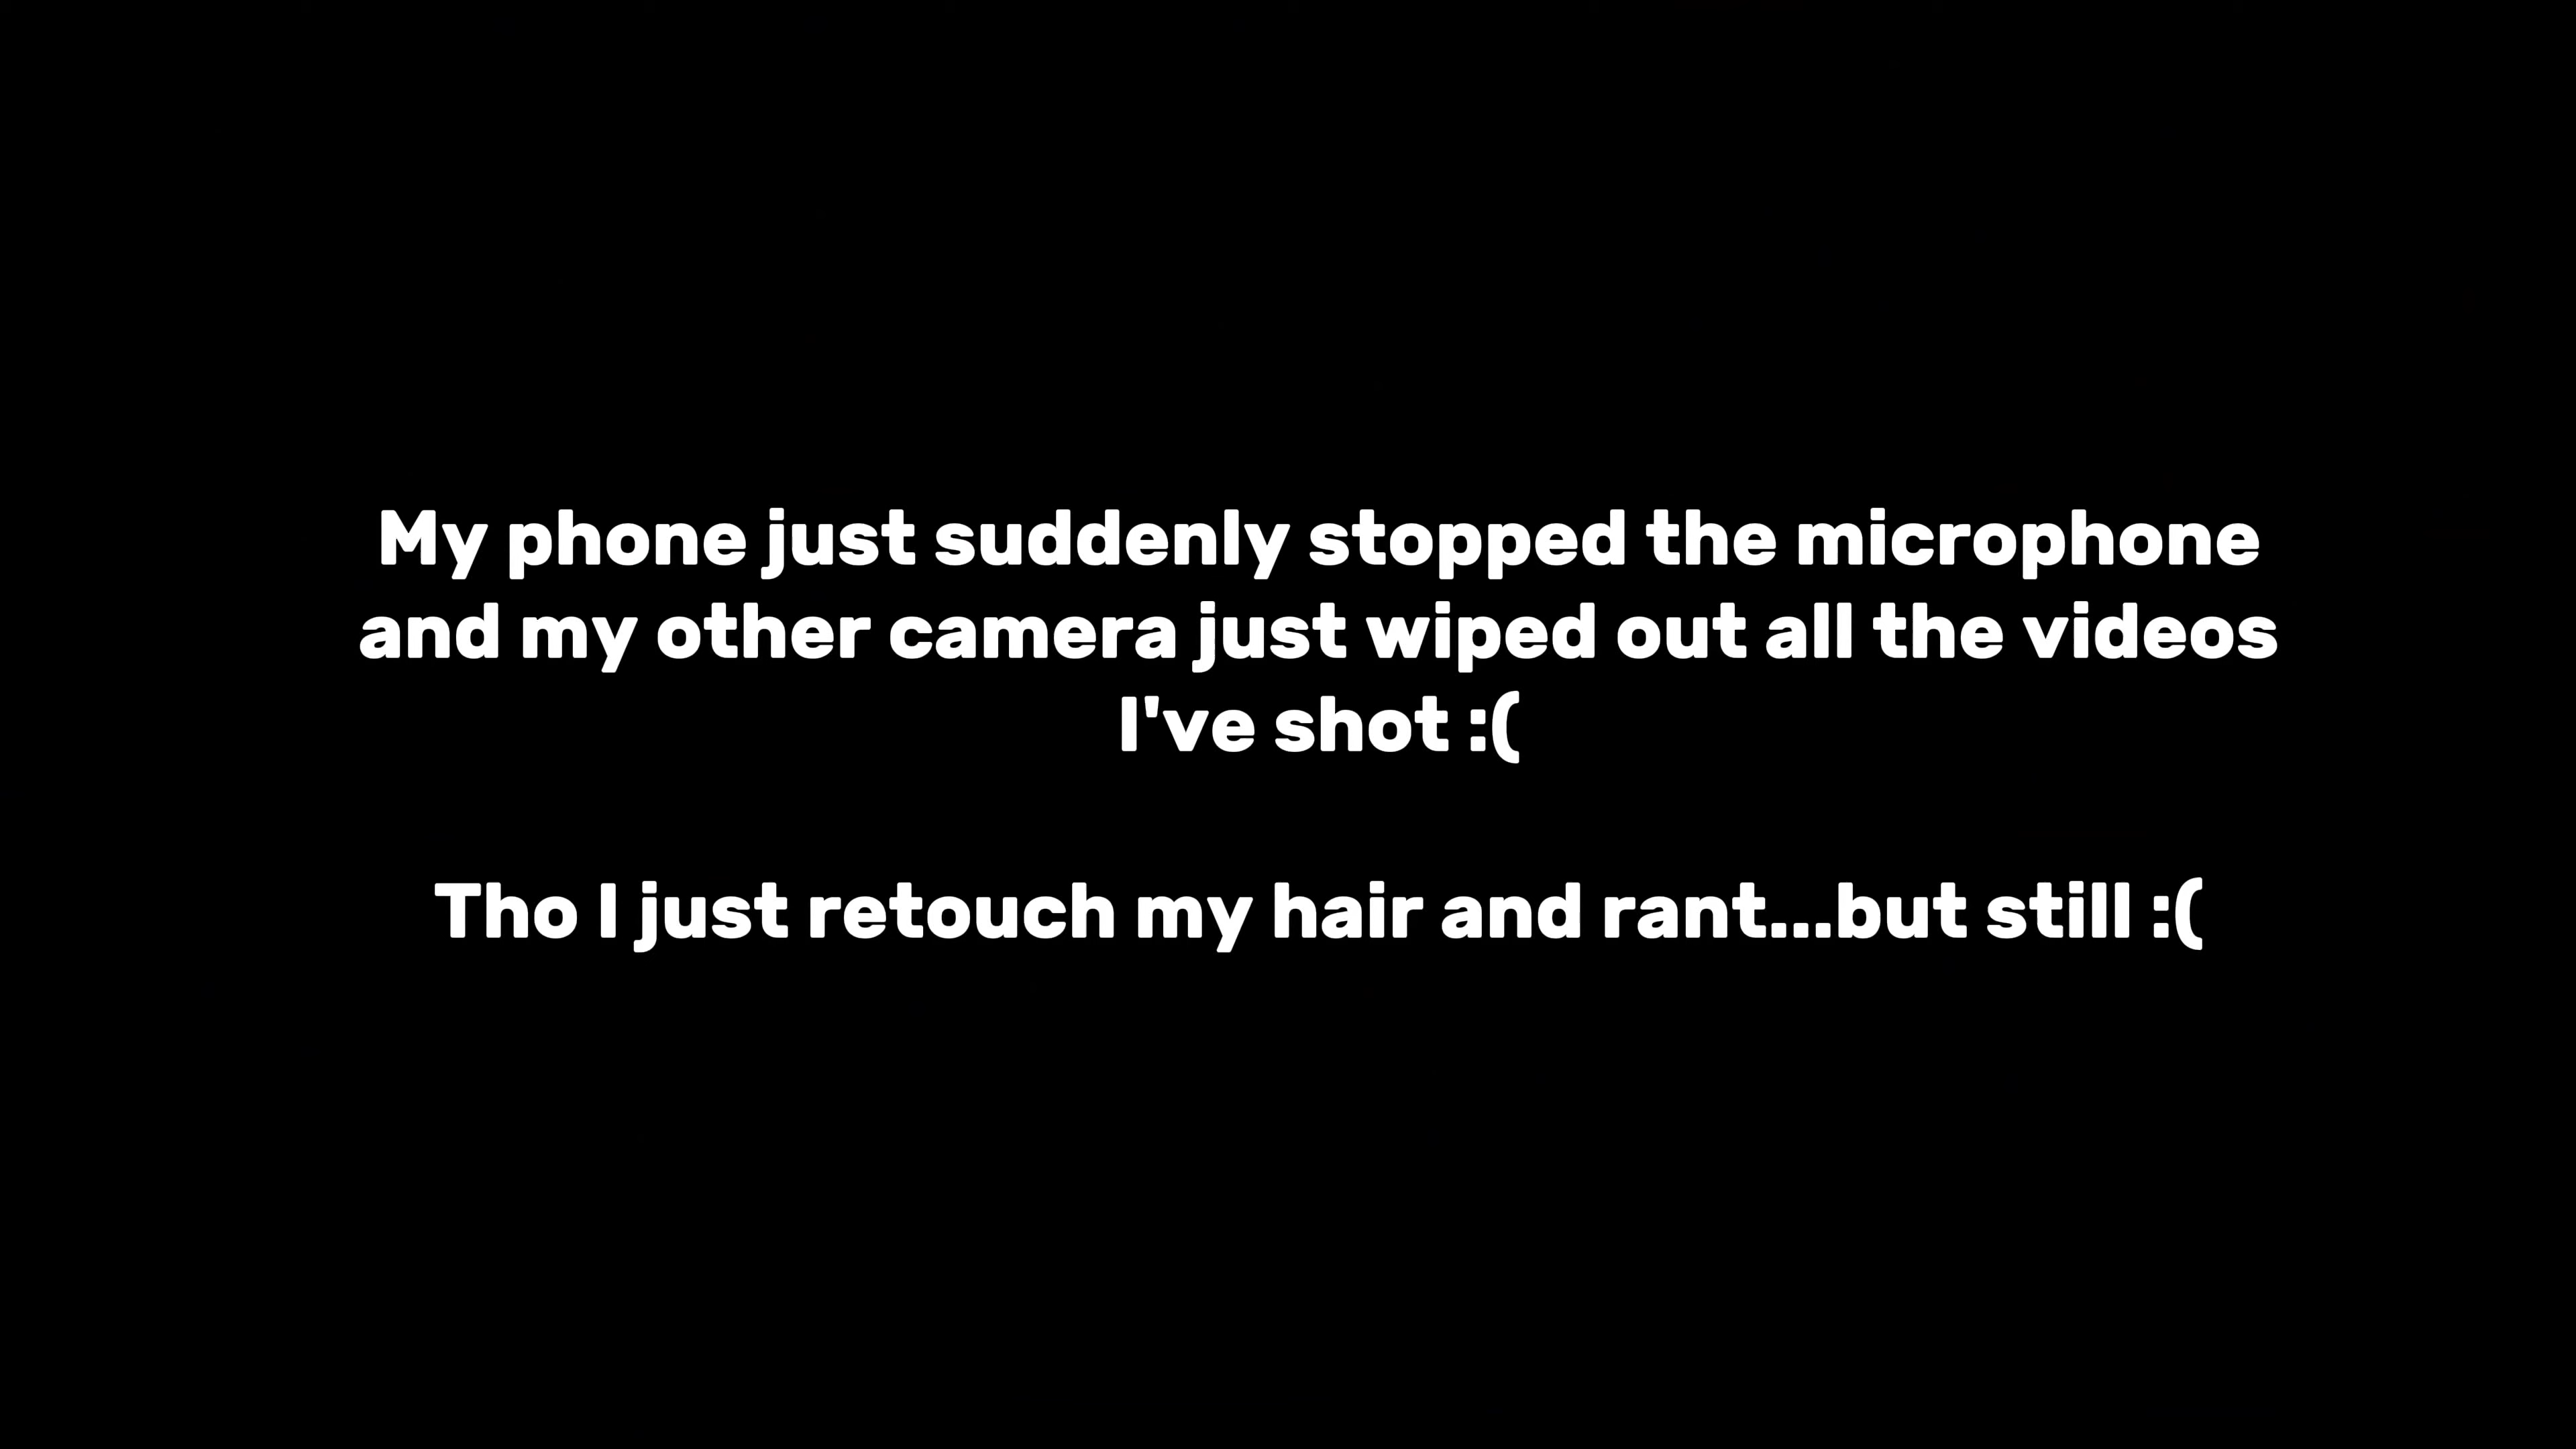 My phone just suddenly stopped the microphone
and my other camera just wiped out all the videos
I've shot :(
Tho I just retouch my hair and rant...but still :(